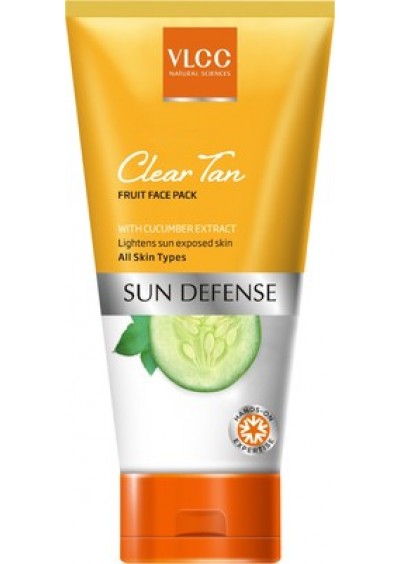 VLCC
NATURAL SCIENCES
Clear Tan
FRUIT FACE PACK
WITH CUCUMBER EXTRACT
Lightens sun exposed skin
All Skin Types
SUN DEFENSE
HANDS-ON
EXPERTISE